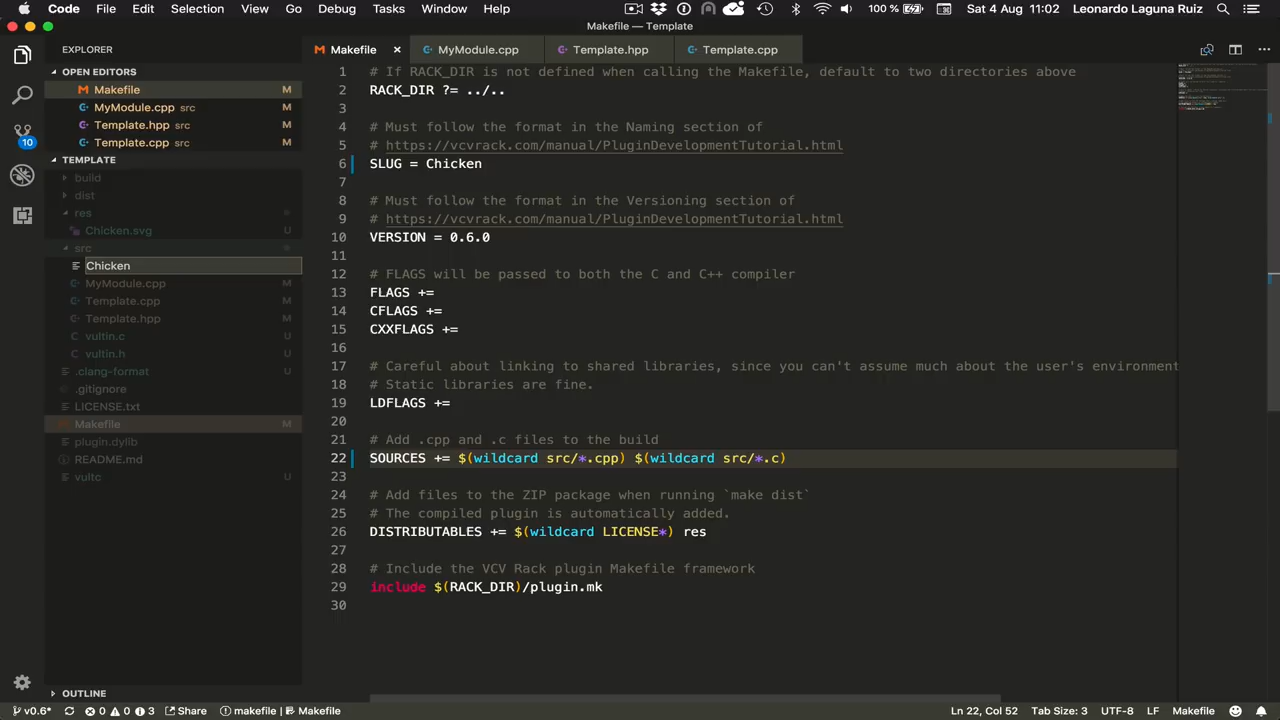 Code File Edit Selection View Go Debug Tasks Window Help 100 % Sat 4 Aug 11:02 Leonardo Laguna Ruiz
Makefile — Template
EXPLORER
Makefile × MyModule.cpp Template.hpp Template.cpp
OPEN EDITORS
Makefile M
MyModule.cpp src M
Template.hpp src M
Template.cpp src M
10
TEMPLATE
build
dist
res
Chicken.svg U
src
Chicken
MyModule.cpp M
Template.cpp M
Template.hpp M
vultin.c U
vultin.h U
.clang-format U
.gitignore
LICENSE.txt
Makefile M
plugin.dylib
README.md
vultc
OUTLINE
1 # If RACK_DIR is not defined when calling the Makefile, default to two directories above
2 RACK_DIR ?= ../..
3
4 # Must follow the format in the Naming section of
5 # https://vcvrack.com/manual/PluginDevelopmentTutorial.html
6 SLUG = Chicken
7
8 # Must follow the format in the Versioning section of
9 # https://vcvrack.com/manual/PluginDevelopmentTutorial.html
10 VERSION = 0.6.0
11
12 # FLAGS will be passed to both the C and C++ compiler
13 FLAGS +=
14 CFLAGS +=
15 CXXFLAGS +=
16
17 # Careful about linking to shared libraries, since you can't assume much about the user's environment
18 # Static libraries are fine.
19 LDFLAGS +=
20
21 # Add .cpp and .c files to the build
22 SOURCES += $(wildcard src/*.cpp) $(wildcard src/*.c)
23
24 # Add files to the ZIP package when running `make dist`
25 # The compiled plugin is automatically added.
26 DISTRIBUTABLES += $(wildcard LICENSE*) res
27
28 # Include the VCV Rack plugin Makefile framework
29 include $(RACK_DIR)/plugin.mk
30
v0.6* 0 0 3 Share makefile | Makefile Ln 22, Col 52 Tab Size: 3 UTF-8 LF Makefile